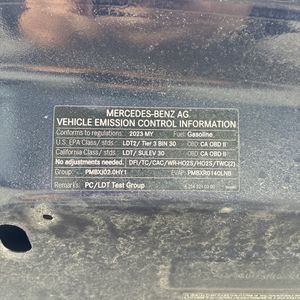 MERCEDES-BENZ AG
VEHICLE EMISSION CONTROL INFORMATION
Conforms to regulations: 2023 MY Fuel: Gasoline
U.S. EPA Class/ stds LDT2/ Tier 3 BIN 30 OBD: CA OBD II
California Class/ stds LDT/ SULEV 30 OBD: CA OBD II
No adjustments needed. DFI/TC/CAC/WR-HO2S/HO2S/TWC(2)
Group: PMBXJ02.0HY1 EVAP: PMBXR0140LNB
Remarks: PC/LDT Test Group